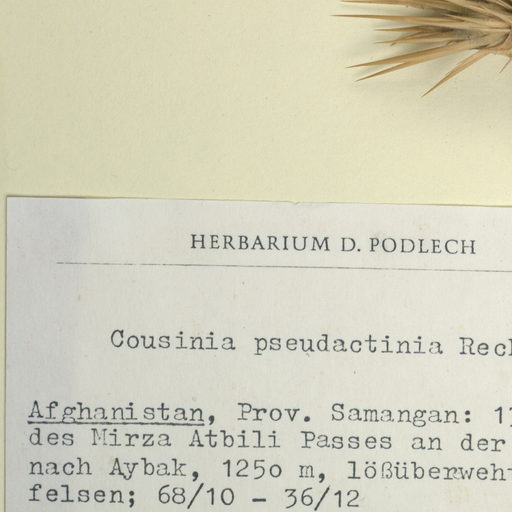 HERBARIUM D. PODLECH
Cousinia pseudactinia Rech
Afghanistan, Prov. Samangan: 1
des Mirza Atbili Passes an der
nach Aybak, 1250 m, lößüberweht
felsen; 68/10 - 36/12